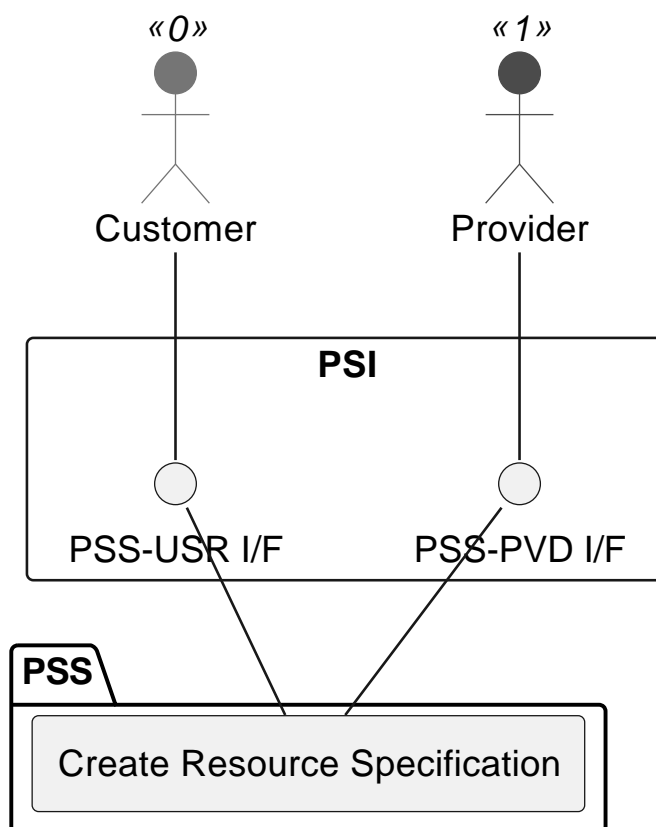 «0» «1»
Customer Provider
PSI
PSS-USR I/F PSS-PVD I/F
PSS
Create Resource Specification